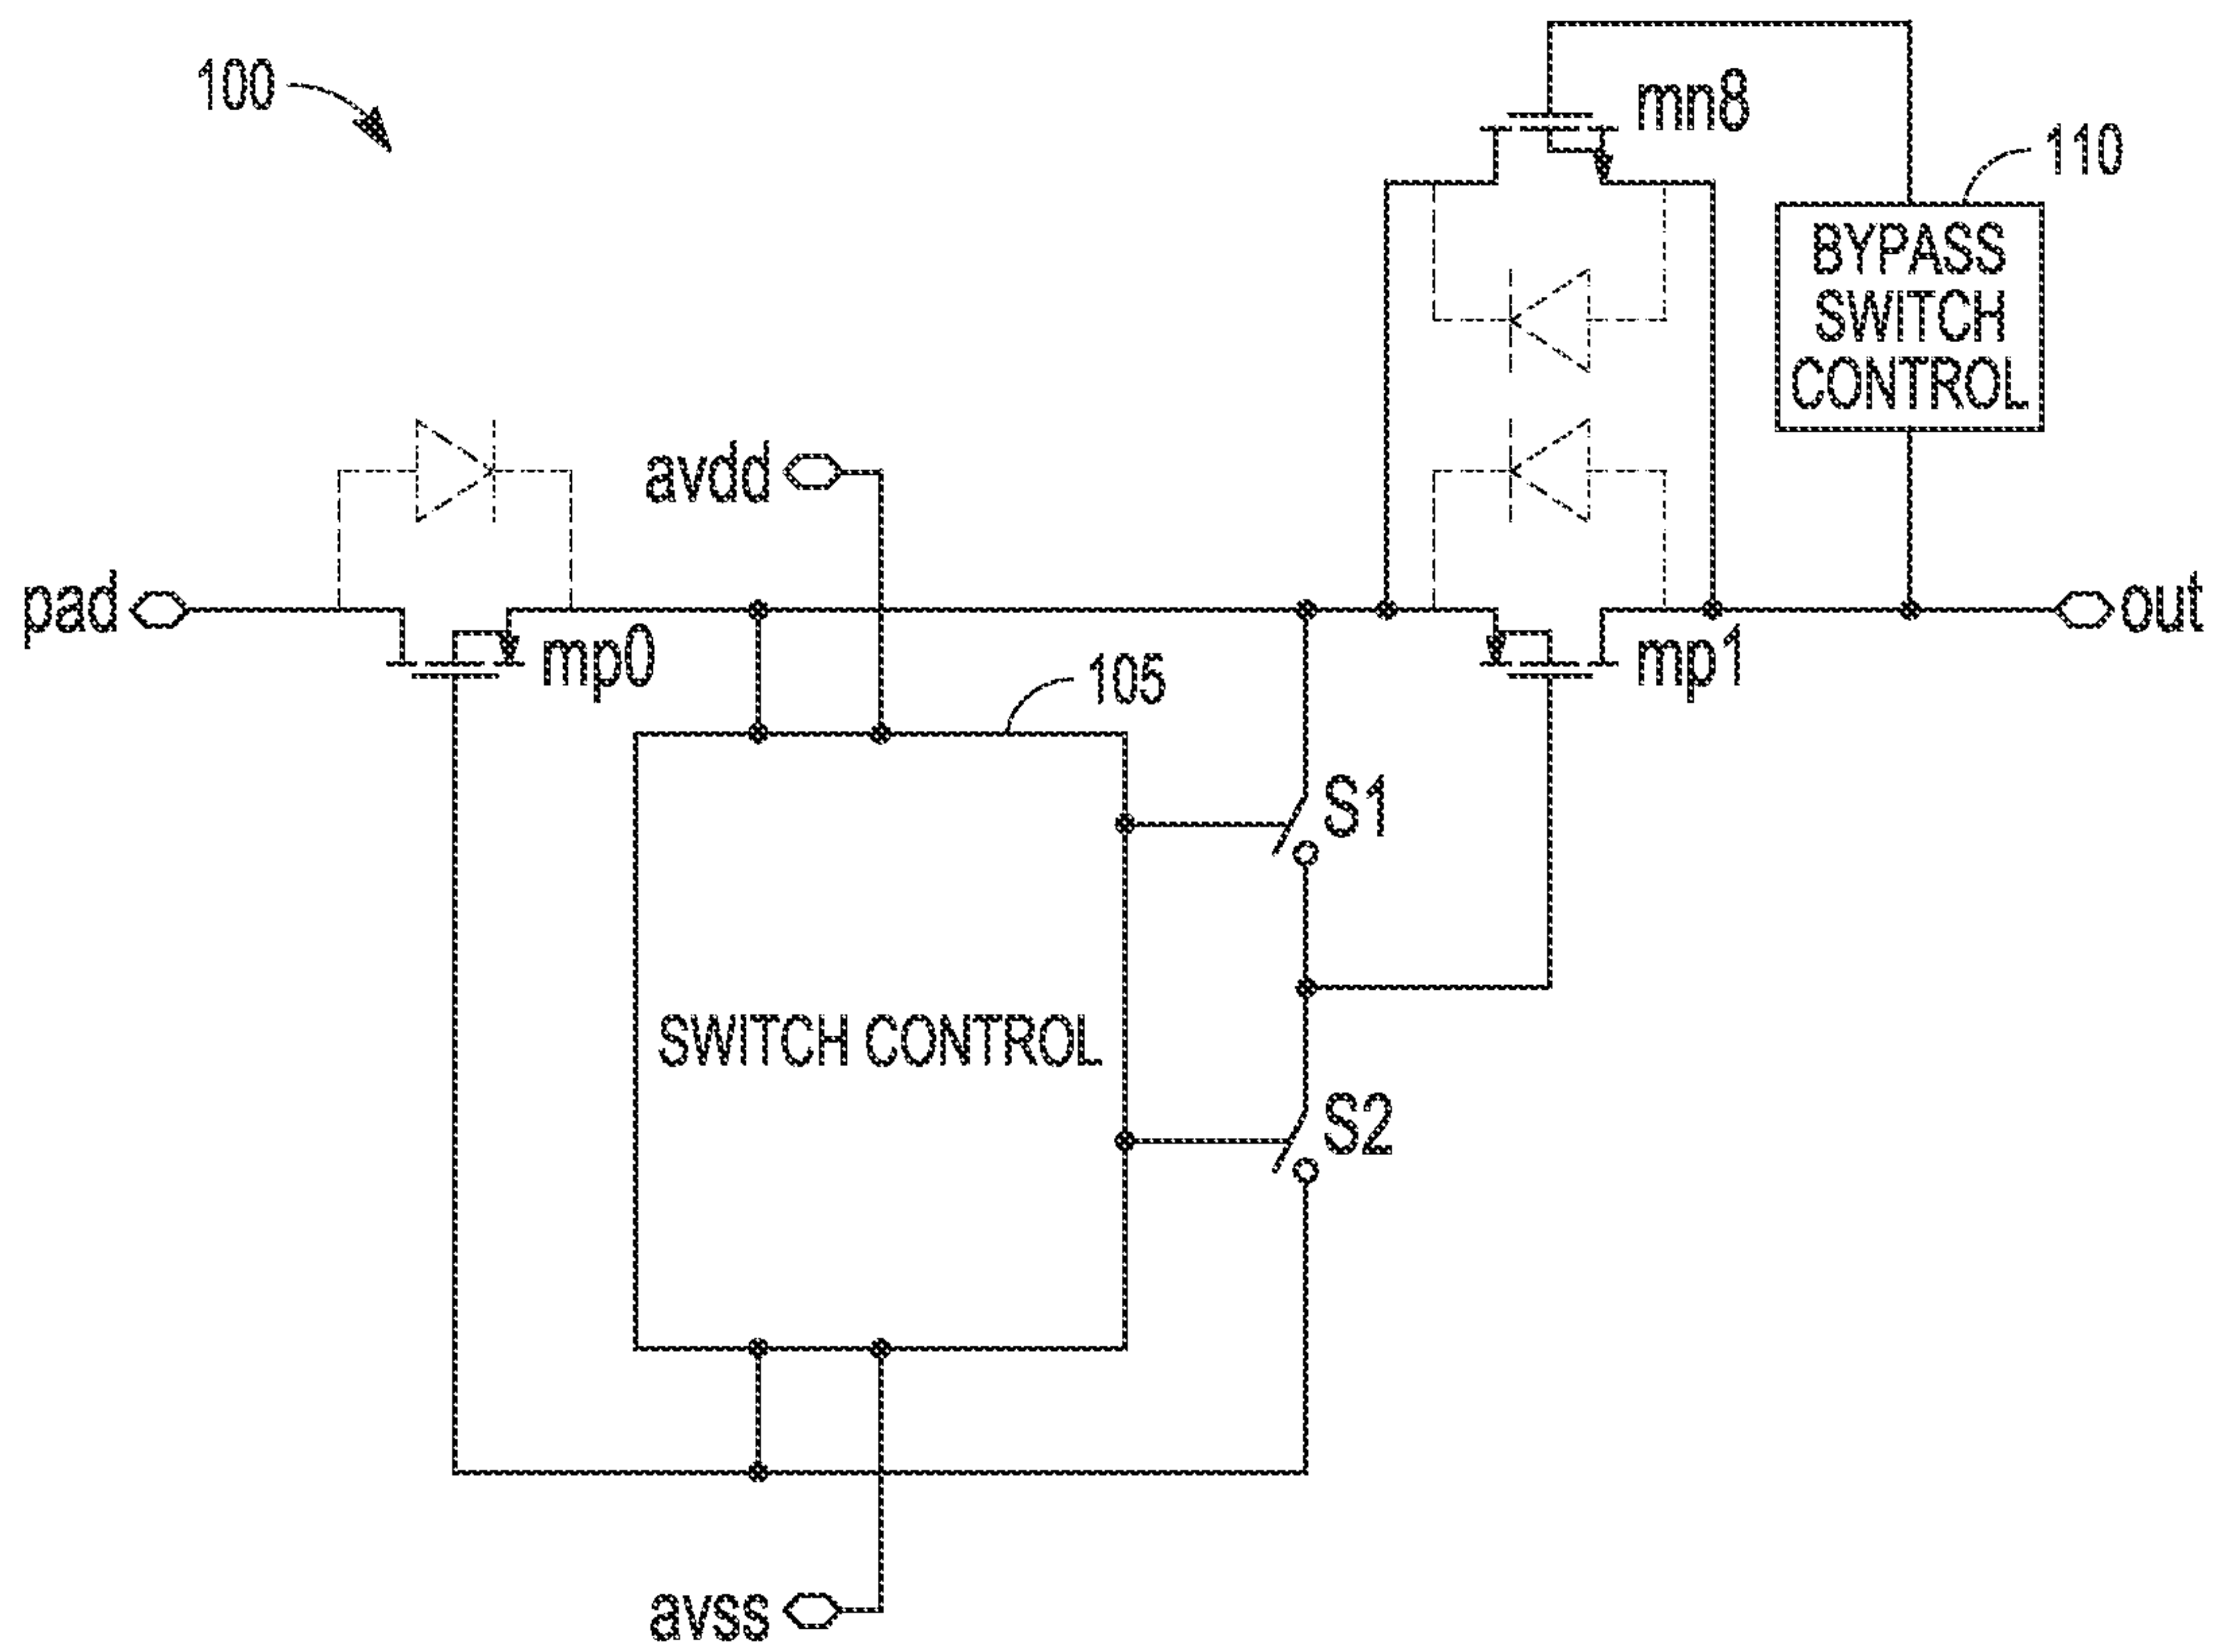 100
mn8
110
BYPASS
SWITCH
CONTROL
avdd
pad
mp0
mp1
out
105
S1
SWITCH CONTROL
S2
avss